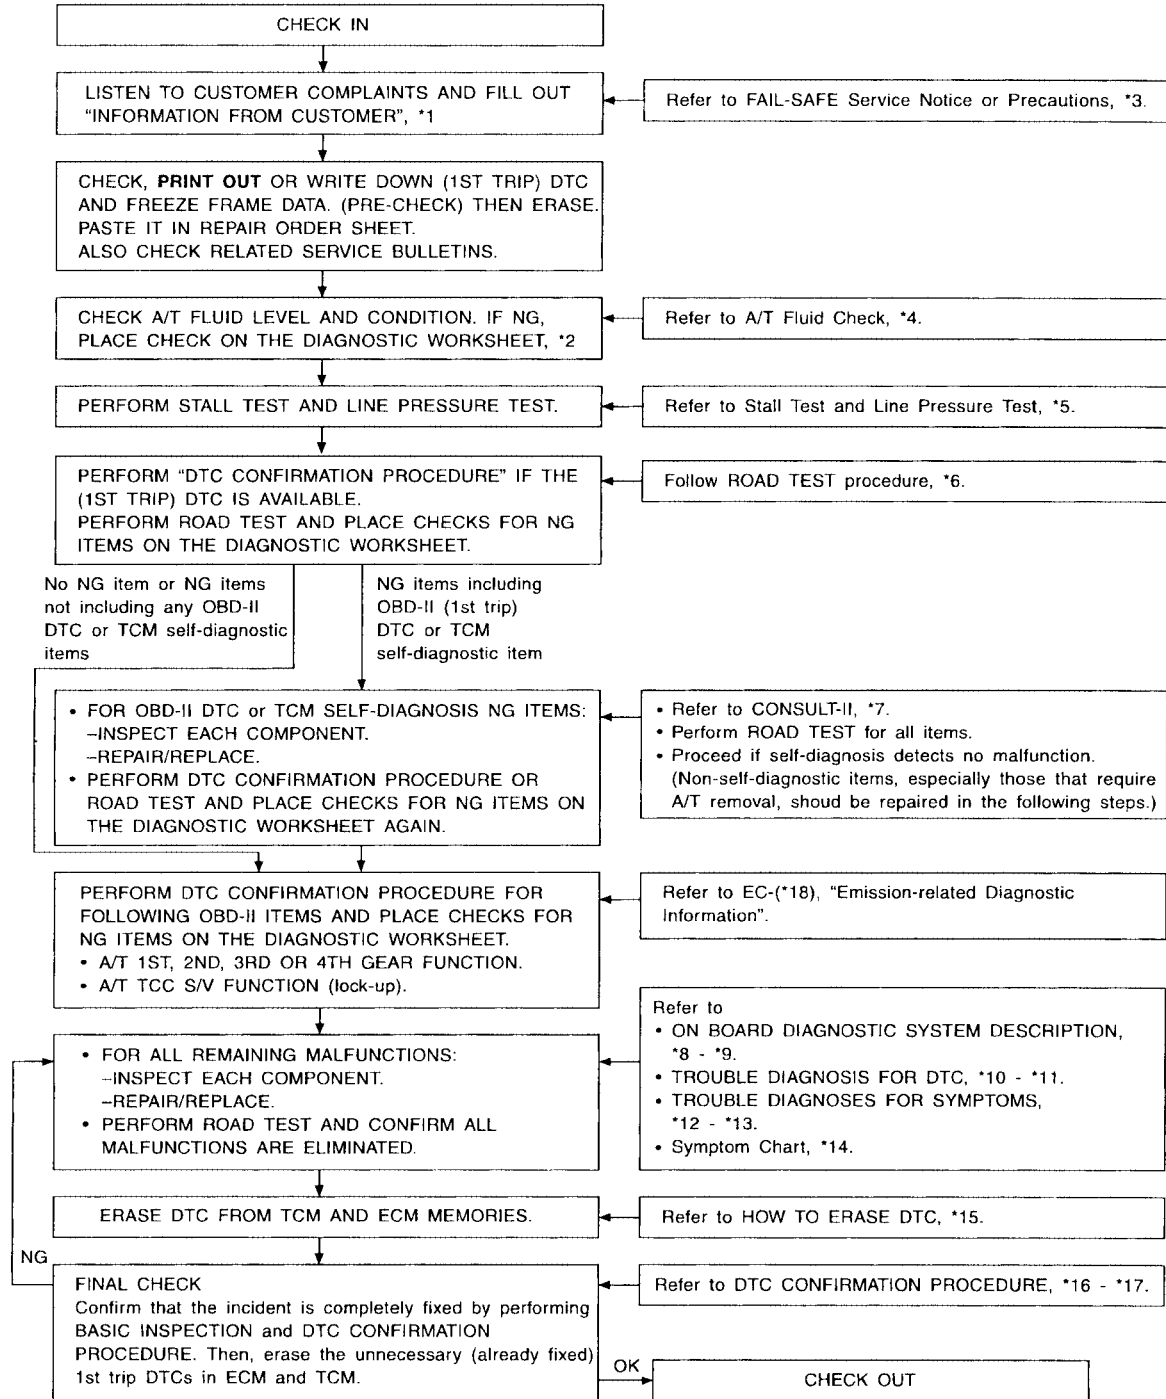 CHECK IN
LISTEN TO CUSTOMER COMPLAINTS AND FILL OUT
"INFORMATION FROM CUSTOMER", *1
Refer to FAIL-SAFE Service Notice or Precautions, *3.
CHECK, PRINT OUT OR WRITE DOWN (1ST TRIP) DTC
AND FREEZE FRAME DATA. (PRE-CHECK) THEN ERASE.
PASTE IT IN REPAIR ORDER SHEET.
ALSO CHECK RELATED SERVICE BULLETINS.
CHECK A/T FLUID LEVEL AND CONDITION. IF NG,
PLACE CHECK ON THE DIAGNOSTIC WORKSHEET, *2
Refer to A/T Fluid Check, *4.
PERFORM STALL TEST AND LINE PRESSURE TEST.
Refer to Stall Test and Line Pressure Test, *5.
PERFORM "DTC CONFIRMATION PROCEDURE" IF THE
(1ST TRIP) DTC IS AVAILABLE.
PERFORM ROAD TEST AND PLACE CHECKS FOR NG
ITEMS ON THE DIAGNOSTIC WORKSHEET.
Follow ROAD TEST procedure, *6.
No NG item or NG items
not including any OBD-II
DTC or TCM self-diagnostic
items
NG items including
OBD-II (1st trip)
DTC or TCM
self-diagnostic item
• FOR OBD-II DTC or TCM SELF-DIAGNOSIS NG ITEMS:
–INSPECT EACH COMPONENT.
–REPAIR/REPLACE.
• PERFORM DTC CONFIRMATION PROCEDURE OR
ROAD TEST AND PLACE CHECKS FOR NG ITEMS ON
THE DIAGNOSTIC WORKSHEET AGAIN.
• Refer to CONSULT-II, *7.
• Perform ROAD TEST for all items.
• Proceed if self-diagnosis detects no malfunction.
(Non-self-diagnostic items, especially those that require
A/T removal, shoud be repaired in the following steps.)
PERFORM DTC CONFIRMATION PROCEDURE FOR
FOLLOWING OBD-II ITEMS AND PLACE CHECKS FOR
NG ITEMS ON THE DIAGNOSTIC WORKSHEET.
• A/T 1ST, 2ND, 3RD OR 4TH GEAR FUNCTION.
• A/T TCC S/V FUNCTION (lock-up).
Refer to EC-(*18), "Emission-related Diagnostic
Information".
• FOR ALL REMAINING MALFUNCTIONS:
–INSPECT EACH COMPONENT.
–REPAIR/REPLACE.
• PERFORM ROAD TEST AND CONFIRM ALL
MALFUNCTIONS ARE ELIMINATED.
Refer to
• ON BOARD DIAGNOSTIC SYSTEM DESCRIPTION,
*8 - *9.
• TROUBLE DIAGNOSIS FOR DTC, *10 - *11.
• TROUBLE DIAGNOSES FOR SYMPTOMS,
*12 - *13.
• Symptom Chart, *14.
ERASE DTC FROM TCM AND ECM MEMORIES.
Refer to HOW TO ERASE DTC, *15.
NG
FINAL CHECK
Confirm that the incident is completely fixed by performing
BASIC INSPECTION and DTC CONFIRMATION
PROCEDURE. Then, erase the unnecessary (already fixed)
1st trip DTCs in ECM and TCM.
Refer to DTC CONFIRMATION PROCEDURE, *16 - *17.
OK
CHECK OUT